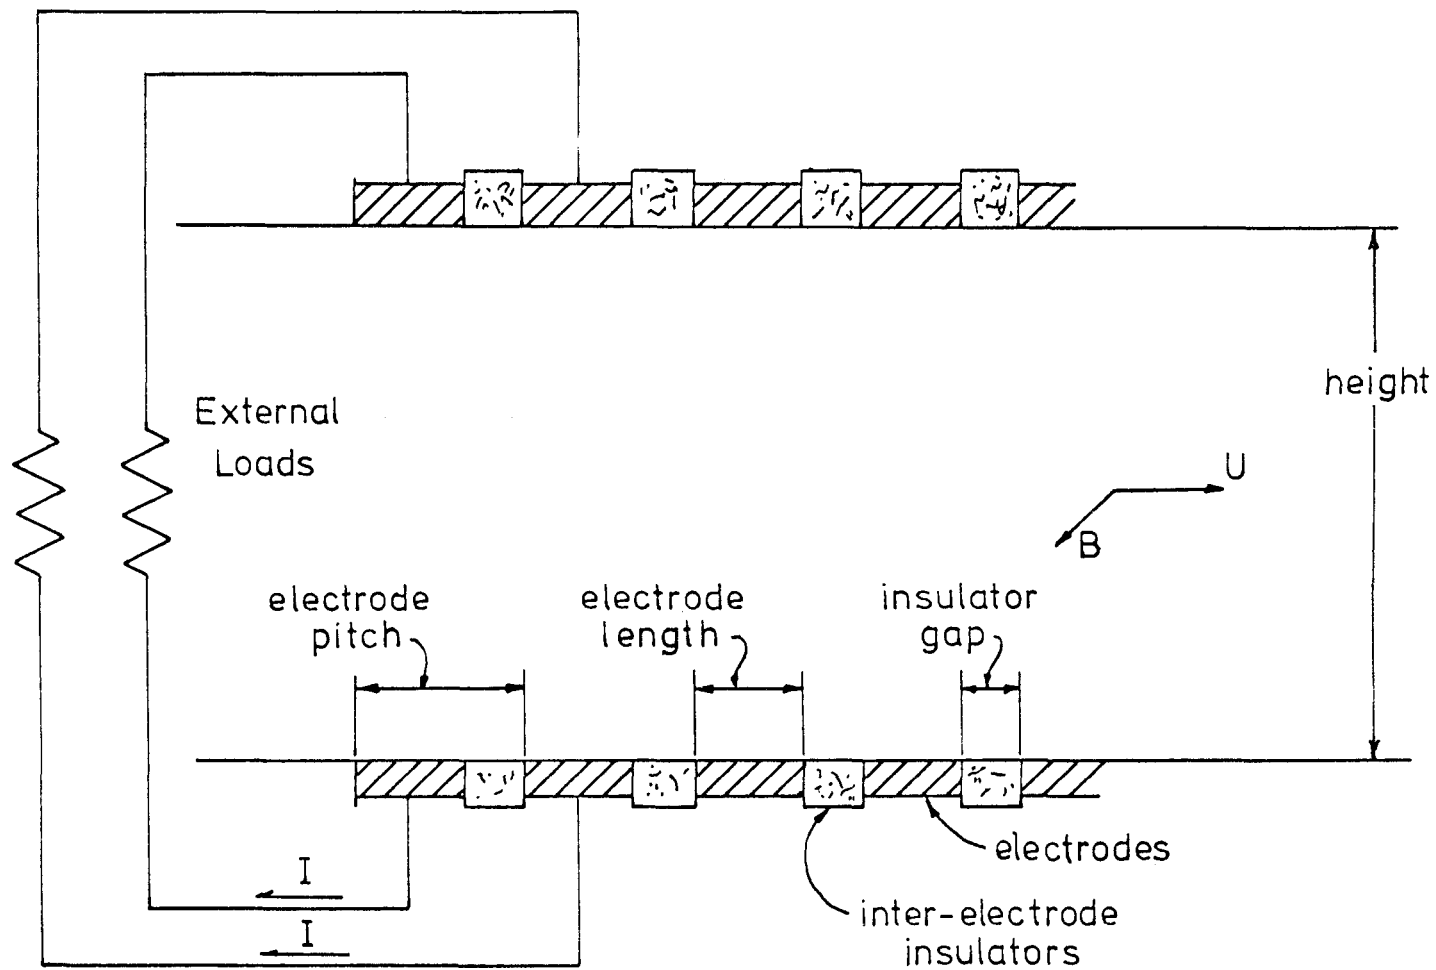 External
Loads
height
U
B
electrode
pitch
electrode
length
insulator
gap
electrodes
I
inter-electrode
insulators
I